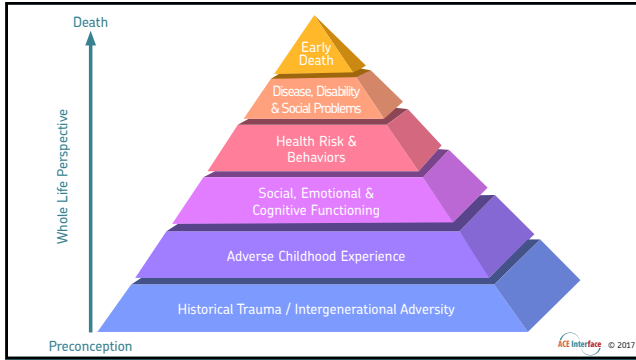 Death
Whole Life Perspective
Preconception
Early
Death
Disease, Disability
& Social Problems
Health Risk &
Behaviors
Social, Emotional &
Cognitive Functioning
Adverse Childhood Experience
Historical Trauma / Intergenerational Adversity
ACE Interface © 2017